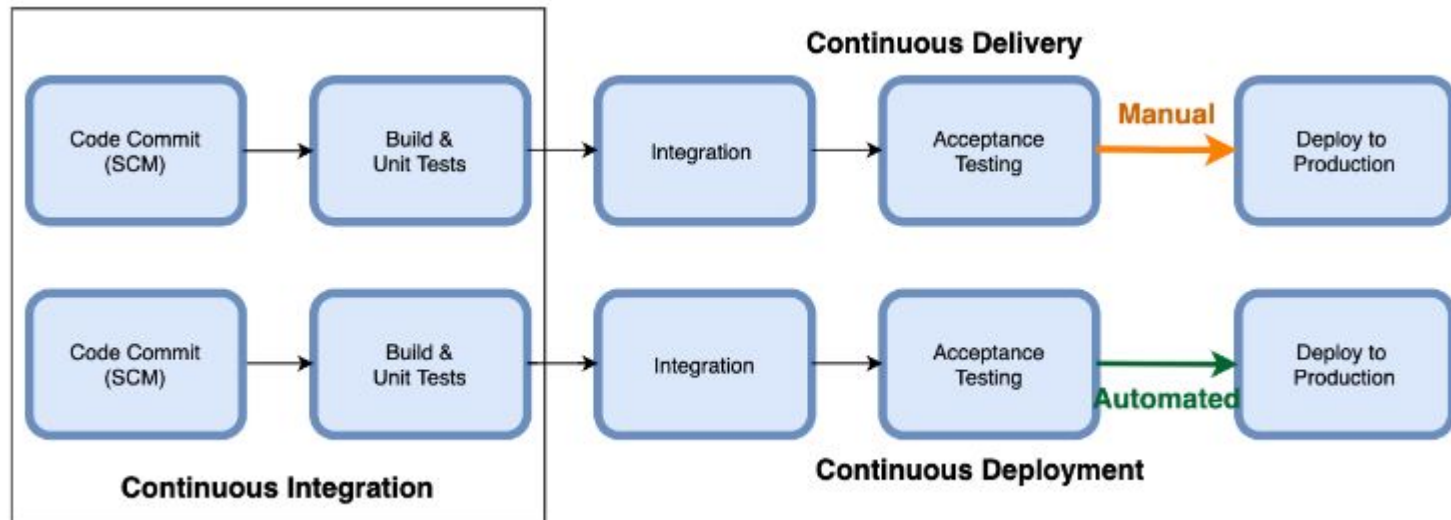 Continuous Delivery
Code Commit
(SCM)
Build &
Unit Tests
Integration
Acceptance
Testing
Manual
Deploy to
Production
Code Commit
(SCM)
Build &
Unit Tests
Integration
Acceptance
Testing
Automated
Deploy to
Production
Continuous Integration
Continuous Deployment